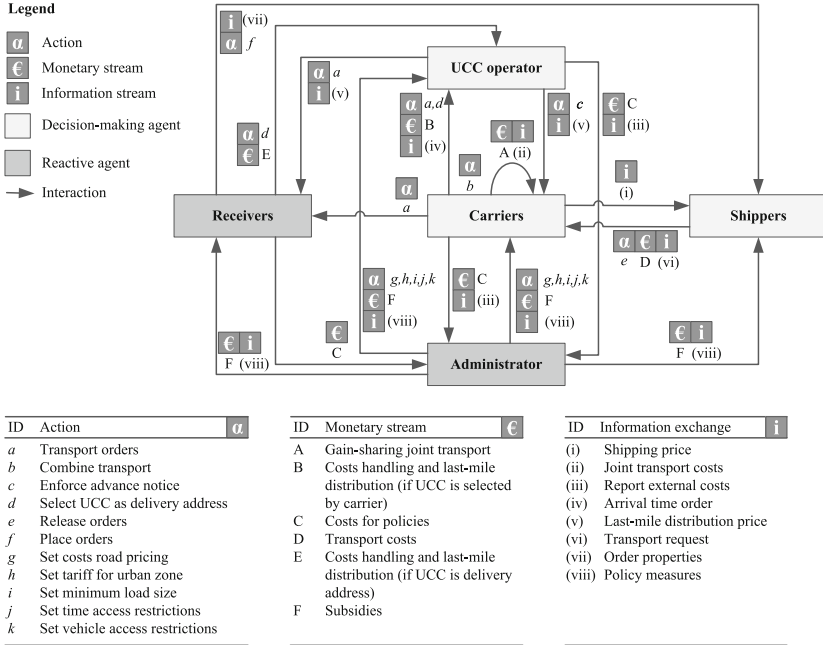 Legend
α Action
€ Monetary stream
i Information stream
Decision-making agent
Reactive agent
Interaction
i (vii)
α f
α d
€ E
α a
i (v)
UCC operator
α a,d
€ B
i (iv)
α c
i (v)
€ C
i (iii)
€ i
A (ii)
α
b
α
a
i
(i)
Receivers
Carriers
Shippers
α € i
e D (vi)
α g,h,i,j,k
€ F
i (viii)
€ C
i (iii)
α g,h,i,j,k
€ F
i (viii)
€ i
F (viii)
€
C
€ i
F (viii)
Administrator
ID Action α
a Transport orders
b Combine transport
c Enforce advance notice
d Select UCC as delivery address
e Release orders
f Place orders
g Set costs road pricing
h Set tariff for urban zone
i Set minimum load size
j Set time access restrictions
k Set vehicle access restrictions
ID Monetary stream €
A Gain-sharing joint transport
B Costs handling and last-mile
distribution (if UCC is selected
by carrier)
C Costs for policies
D Transport costs
E Costs handling and last-mile
distribution (if UCC is delivery
address)
F Subsidies
ID Information exchange i
(i) Shipping price
(ii) Joint transport costs
(iii) Report external costs
(iv) Arrival time order
(v) Last-mile distribution price
(vi) Transport request
(vii) Order properties
(viii) Policy measures